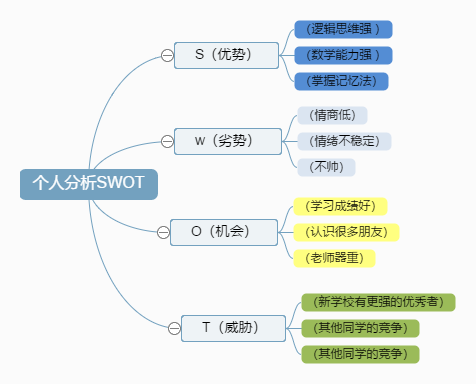 个人分析SWOT
S（优势）
（逻辑思维强 ）
（数学能力强 ）
（掌握记忆法）
w（劣势）
（情商低）
（情绪不稳定）
（不帅）
O（机会）
（学习成绩好）
（认识很多朋友）
（老师器重）
T（威胁）
（新学校有更强的优秀者）
（其他同学的竞争）
（其他同学的竞争）